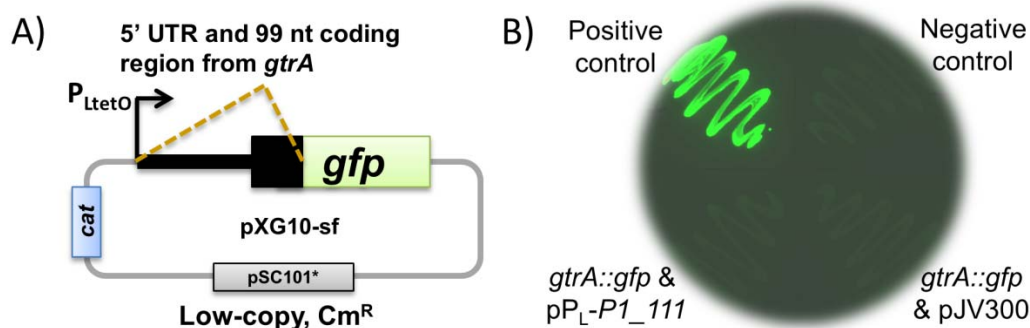 A)
5’ UTR and 99 nt coding
region from gtrA
PLtetO
gfp
cat
pXG10-sf
pSC101*
Low-copy, CmR
B)
Positive
control
Negative
control
gtrA::gfp &
pPL-P1_111
gtrA::gfp
& pJV300